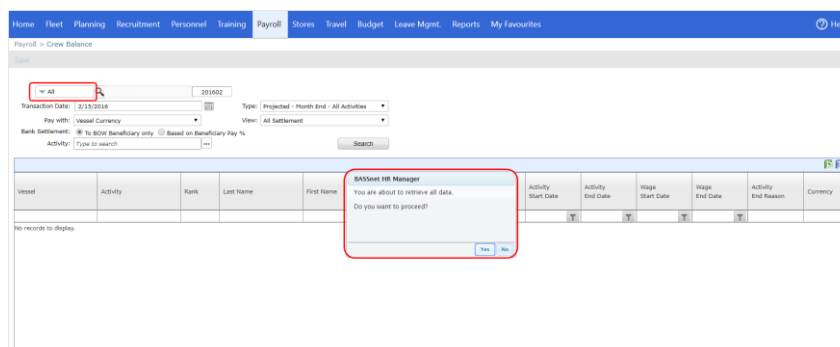 Home Fleet Planning Recruitment Personnel Training Payroll Stores Travel Budget Leave Mgmt. Reports My Favourites He
Payroll > Crew Balance
Save
All 201602
Transaction Date: 2/15/2016 Type: Projected - Month End - All Activities
Pay with: Vessel Currency View: All Settlement
Bank Settlement: To BOW Beneficiary only Based on Beneficiary Pay %
Activity: Type to search ... Search
Vessel Activity Rank Last Name First Name Activity Start Date Activity End Date Wage Start Date Wage End Date Activity End Reason Currency
No records to display.
BASSnet HR Manager
You are about to retrieve all data.
Do you want to proceed?
Yes No